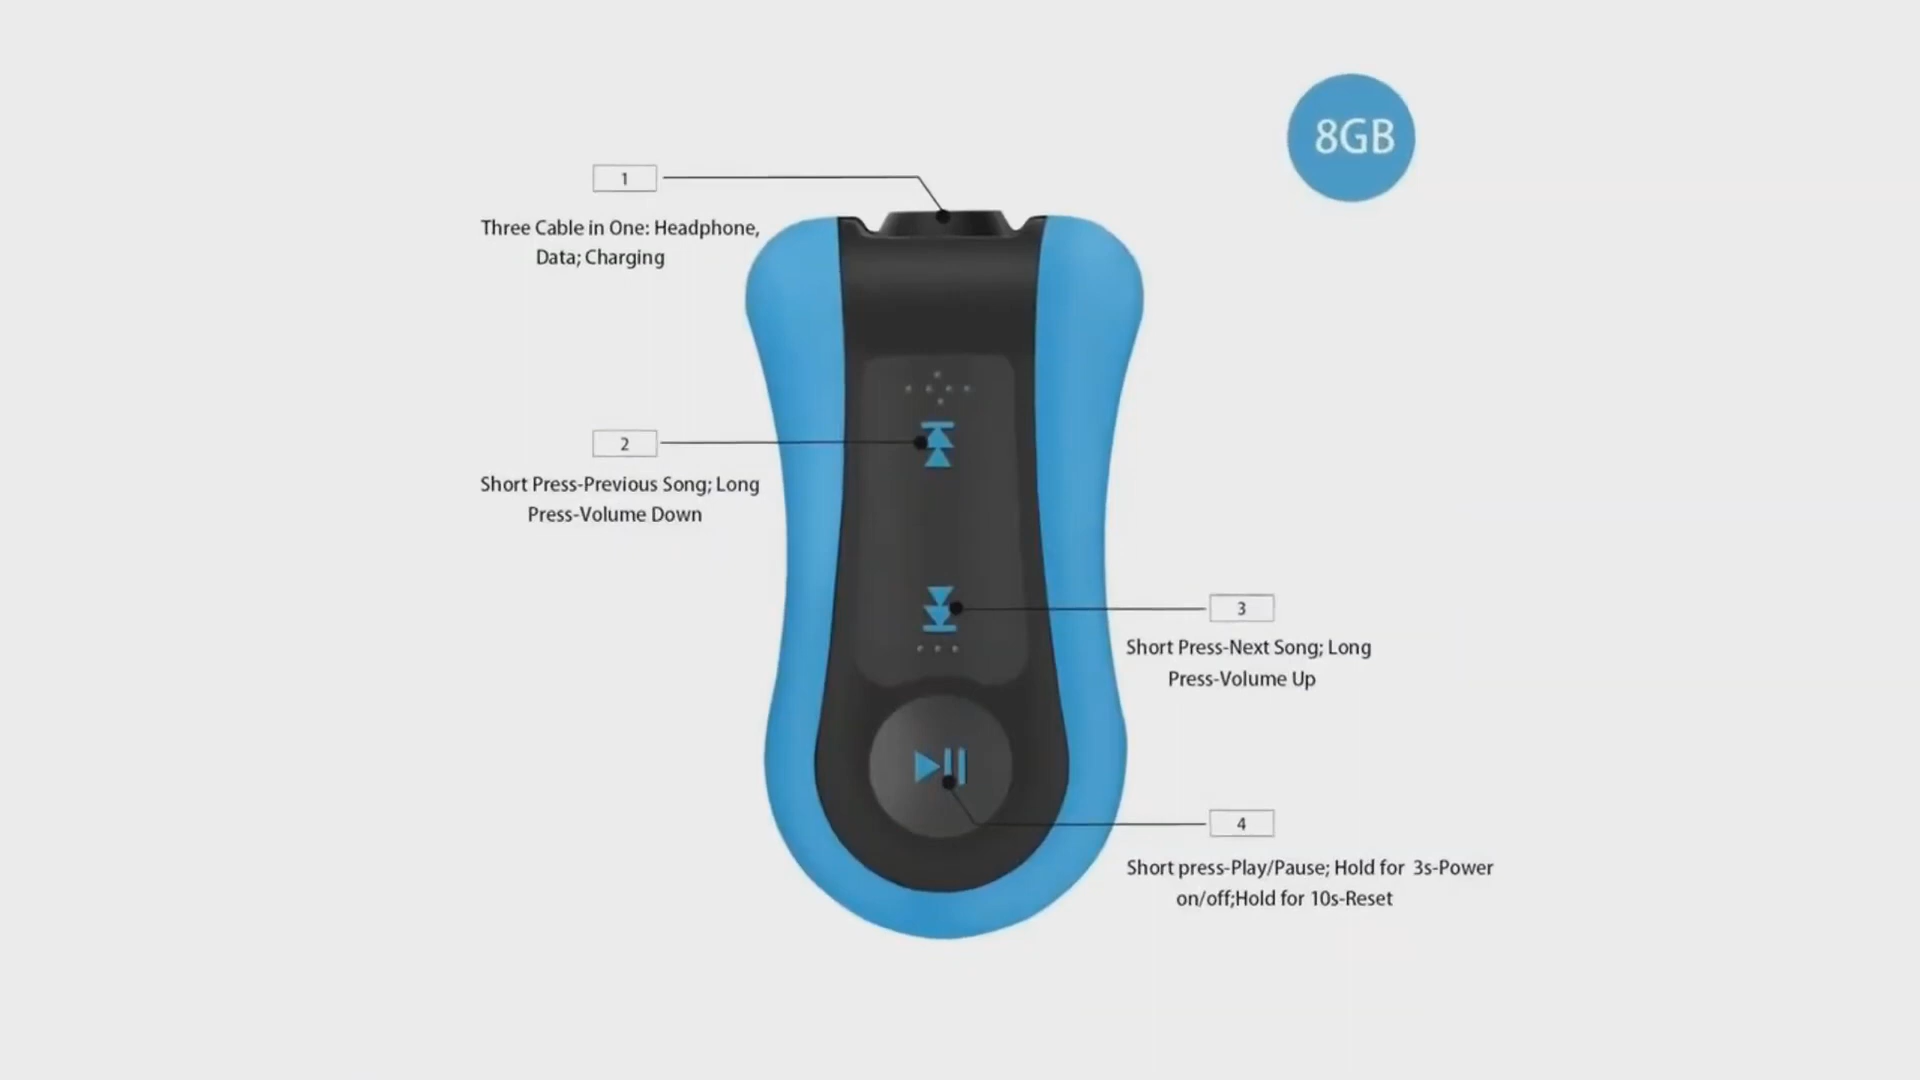 8GB
1
Three Cable in One: Headphone,
Data; Charging
2
Short Press-Previous Song; Long
Press-Volume Down
3
Short Press-Next Song; Long
Press-Volume Up
4
Short press-Play/Pause; Hold for 3s-Power
on/off;Hold for 10s-Reset